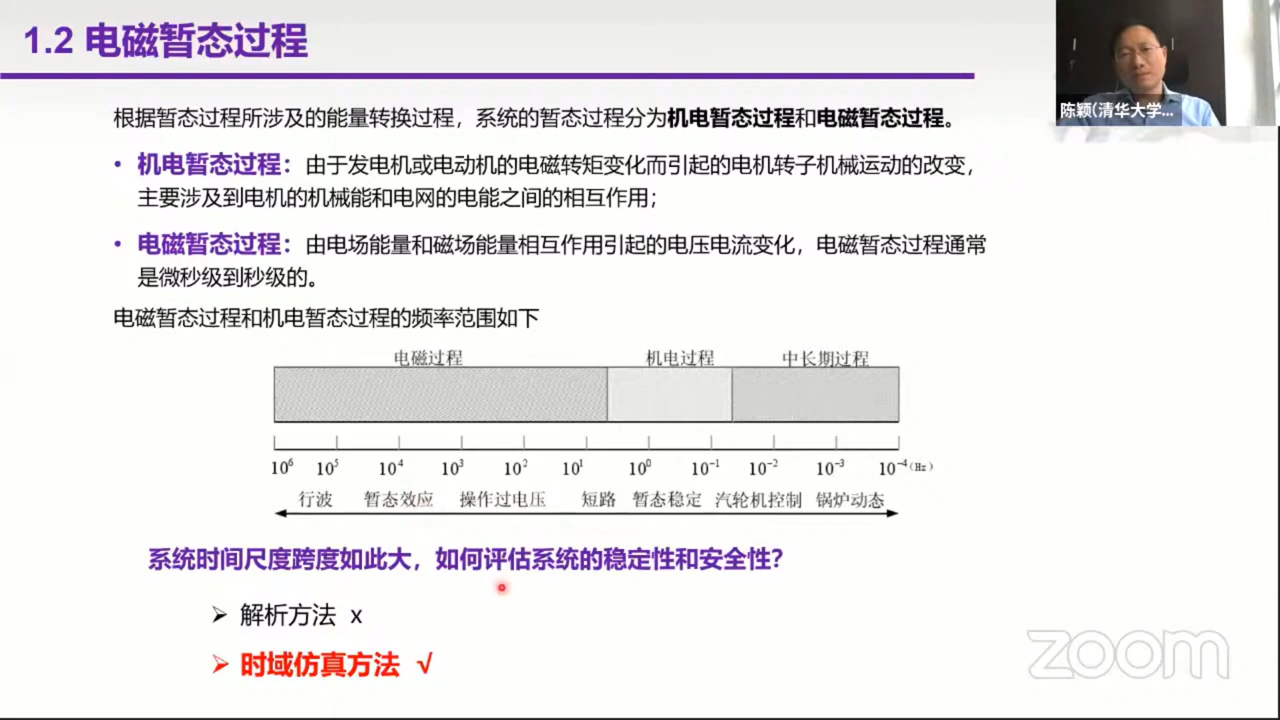 1.2 电磁暂态过程
陈颖(清华大学...
根据暂态过程所涉及的能量转换过程，系统的暂态过程分为机电暂态过程和电磁暂态过程。
• 机电暂态过程：由于发电机或电动机的电磁转矩变化而引起的电机转子机械运动的改变，
主要涉及到电机的机械能和电网的电能之间的相互作用；
• 电磁暂态过程：由电场能量和磁场能量相互作用引起的电压电流变化，电磁暂态过程通常
是微秒级到秒级的。
电磁暂态过程和机电暂态过程的频率范围如下
电磁过程 机电过程 中长期过程
10⁶ 10⁵ 10⁴ 10³ 10² 10¹ 10⁰ 10⁻¹ 10⁻² 10⁻³ 10⁻⁴(Hz)
行波 暂态效应 操作过电压 短路 暂态稳定 汽轮机控制 锅炉动态
系统时间尺度跨度如此大，如何评估系统的稳定性和安全性？
➢ 解析方法 x
➢ 时域仿真方法 √
zoom